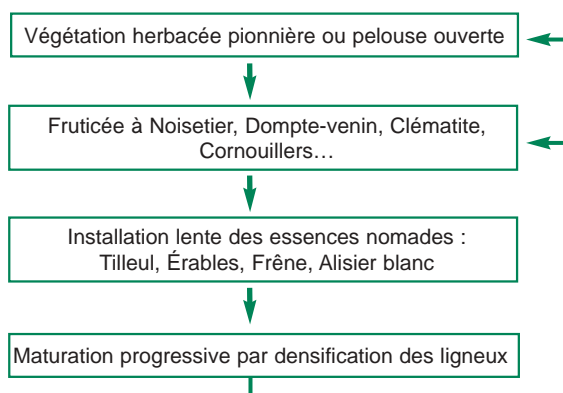 Végétation herbacée pionnière ou pelouse ouverte
Fruticée à Noisetier, Dompte-venin, Clématite,
Cornouillers…
Installation lente des essences nomades :
Tilleul, Érables, Frêne, Alisier blanc
Maturation progressive par densification des ligneux